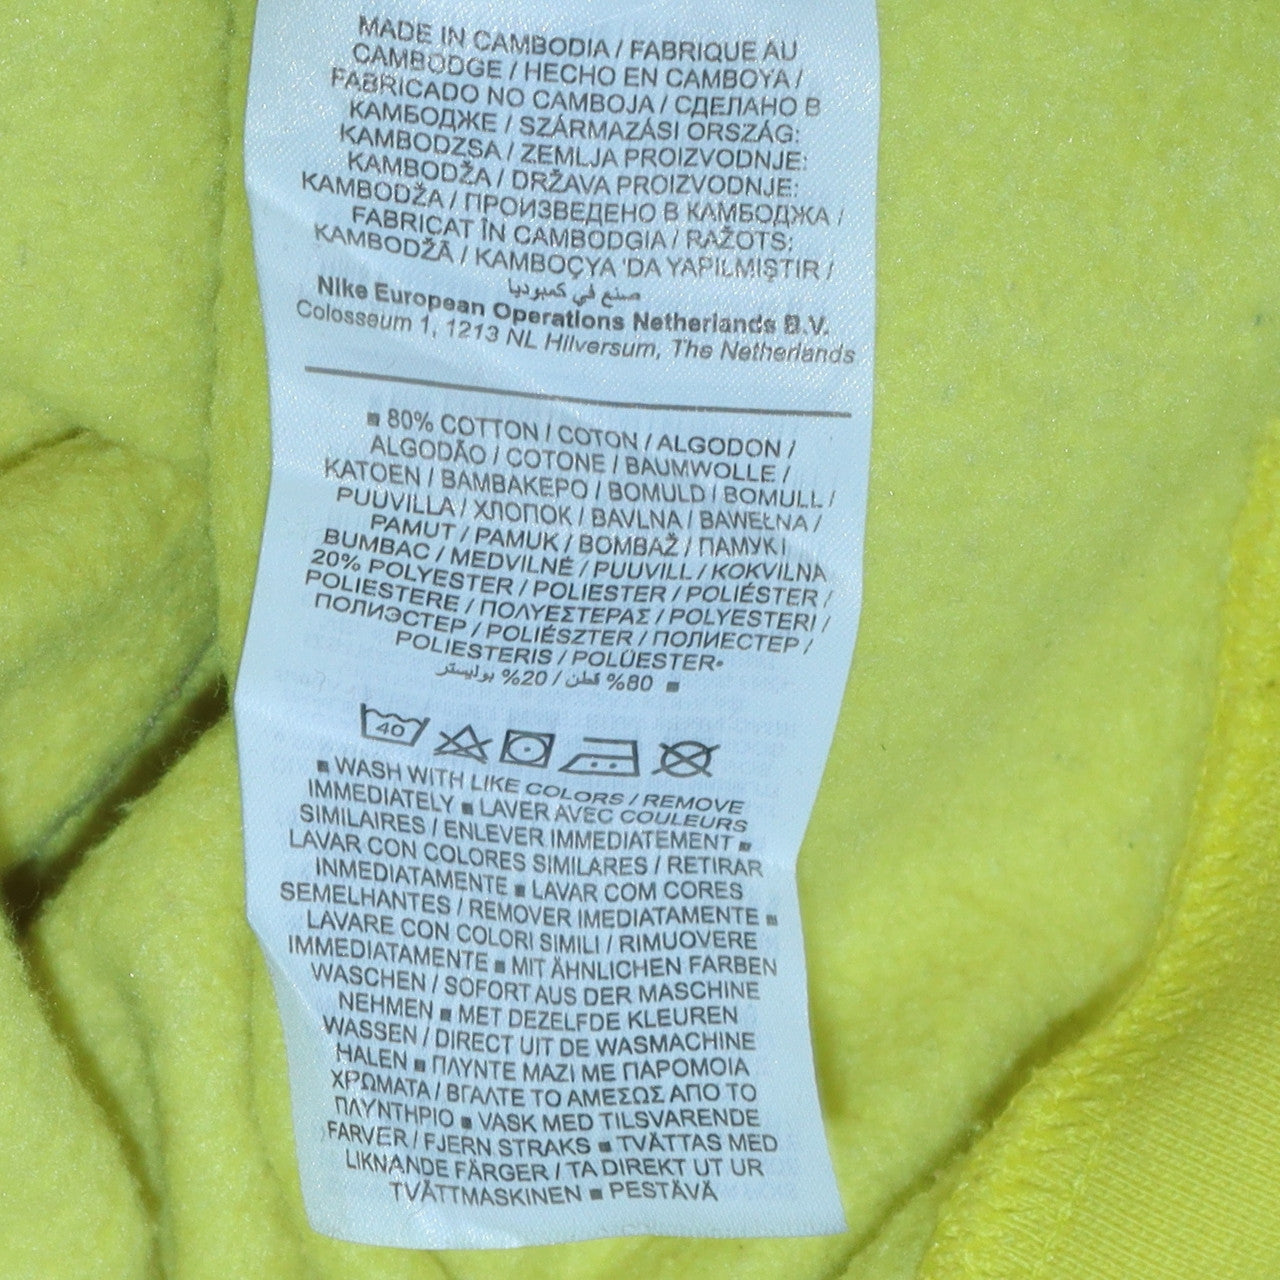 MADE IN CAMBODIA / FABRIQUE AU
CAMBODGE / HECHO EN CAMBOYA /
FABRICADO NO CAMBOJA / СДЕЛАНО В
КАМБОДЖЕ / SZÁRMAZÁSI ORSZÁG:
KAMBODZSA / ZEMLJA PROIZVODNJE:
KAMBODŽA / DRŽAVA PROIZVODNJE:
KAMBODŽA / ПРОИЗВЕДЕНО В КАМБОДЖА /
FABRICAT ÎN CAMBODGIA / RAŽOTS:
KAMBODŽĀ / KAMBOÇYA 'DA YAPILMIŞTIR /
صنع في كمبوديا
Nike European Operations Netherlands B.V.
Colosseum 1, 1213 NL Hilversum, The Netherlands
■ 80% COTTON / COTON / ALGODON /
ALGODÃO / COTONE / BAUMWOLLE /
KATOEN / ΒΑΜΒΑΚΕΡΟ / BOMULD / BOMULL /
PUUVILLA / ХЛОПОК / BAVLNA / BAWEŁNA /
PAMUT / PAMUK / BOMBAŽ / ПАМУК /
BUMBAC / MEDVILNĖ / PUUVILL / KOKVILNA
20% POLYESTER / POLIESTER / POLIÉSTER /
POLIESTERE / ΠΟΛΥΕΣΤΕΡΑΣ / POLYESTERI /
ПОЛИЭСТЕР / POLIÉSZTER / ПОЛИЕСТЕР /
POLIESTERIS / POLÜESTER•
80% قطن / 20% بوليستر ■
40
■ WASH WITH LIKE COLORS / REMOVE
IMMEDIATELY ■ LAVER AVEC COULEURS
SIMILAIRES / ENLEVER IMMEDIATEMENT ■
LAVAR CON COLORES SIMILARES / RETIRAR
INMEDIATAMENTE ■ LAVAR COM CORES
SEMELHANTES / REMOVER IMEDIATAMENTE ■
LAVARE CON COLORI SIMILI / RIMUOVERE
IMMEDIATAMENTE ■ MIT ÄHNLICHEN FARBEN
WASCHEN / SOFORT AUS DER MASCHINE
NEHMEN ■ MET DEZELFDE KLEUREN
WASSEN / DIRECT UIT DE WASMACHINE
HALEN ■ ΠΛΥΝΤΕ ΜΑΖΙ ΜΕ ΠΑΡΟΜΟΙΑ
ΧΡΩΜΑΤΑ / ΒΓΑΛΤΕ ΤΟ ΑΜΕΣΩΣ ΑΠΟ ΤΟ
ΠΛΥΝΤΗΡΙΟ ■ VASK MED TILSVARENDE
FARVER / FJERN STRAKS ■ TVÄTTAS MED
LIKNANDE FÄRGER / TA DIREKT UT UR
TVÄTTMASKINEN ■ PESTÄVÄ